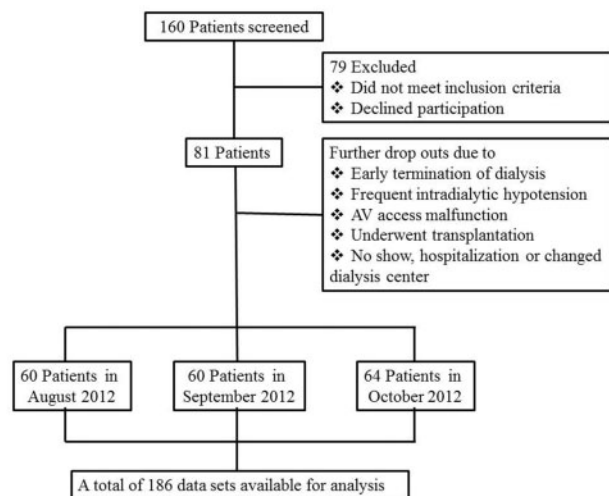 160 Patients screened
79 Excluded
❖ Did not meet inclusion criteria
❖ Declined participation
81 Patients
Further drop outs due to
❖ Early termination of dialysis
❖ Frequent intradialytic hypotension
❖ AV access malfunction
❖ Underwent transplantation
❖ No show, hospitalization or changed
dialysis center
60 Patients in
August 2012
60 Patients in
September 2012
64 Patients in
October 2012
A total of 186 data sets available for analysis